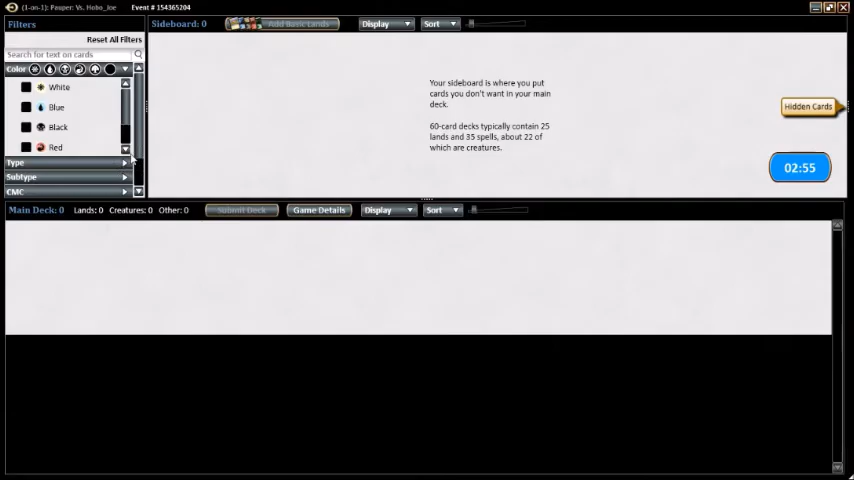 (1-on-1): Pauper: Vs. Hobo_Joe Event # 154365204
Filters
Sideboard: 0 Add Basic Lands Display Sort
Reset All Filters
Search for text on cards
Color
White
Blue
Black
Red
Type
Subtype
CMC
Your sideboard is where you put
cards you don't want in your main
deck.
60-card decks typically contain 25
lands and 35 spells, about 22 of
which are creatures.
Hidden Cards
02:55
Main Deck: 0 Lands: 0 Creatures: 0 Other: 0 Submit Deck Game Details Display Sort